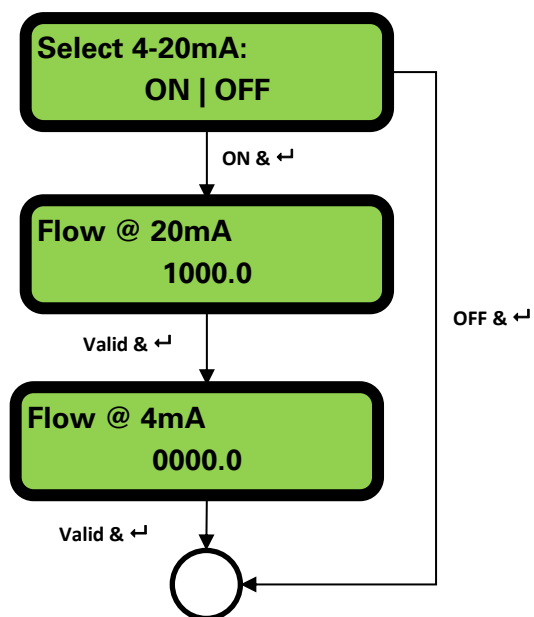 Select 4-20mA:
ON | OFF
ON & ↵
Flow @ 20mA
1000.0
OFF & ↵
Valid & ↵
Flow @ 4mA
0000.0
Valid & ↵